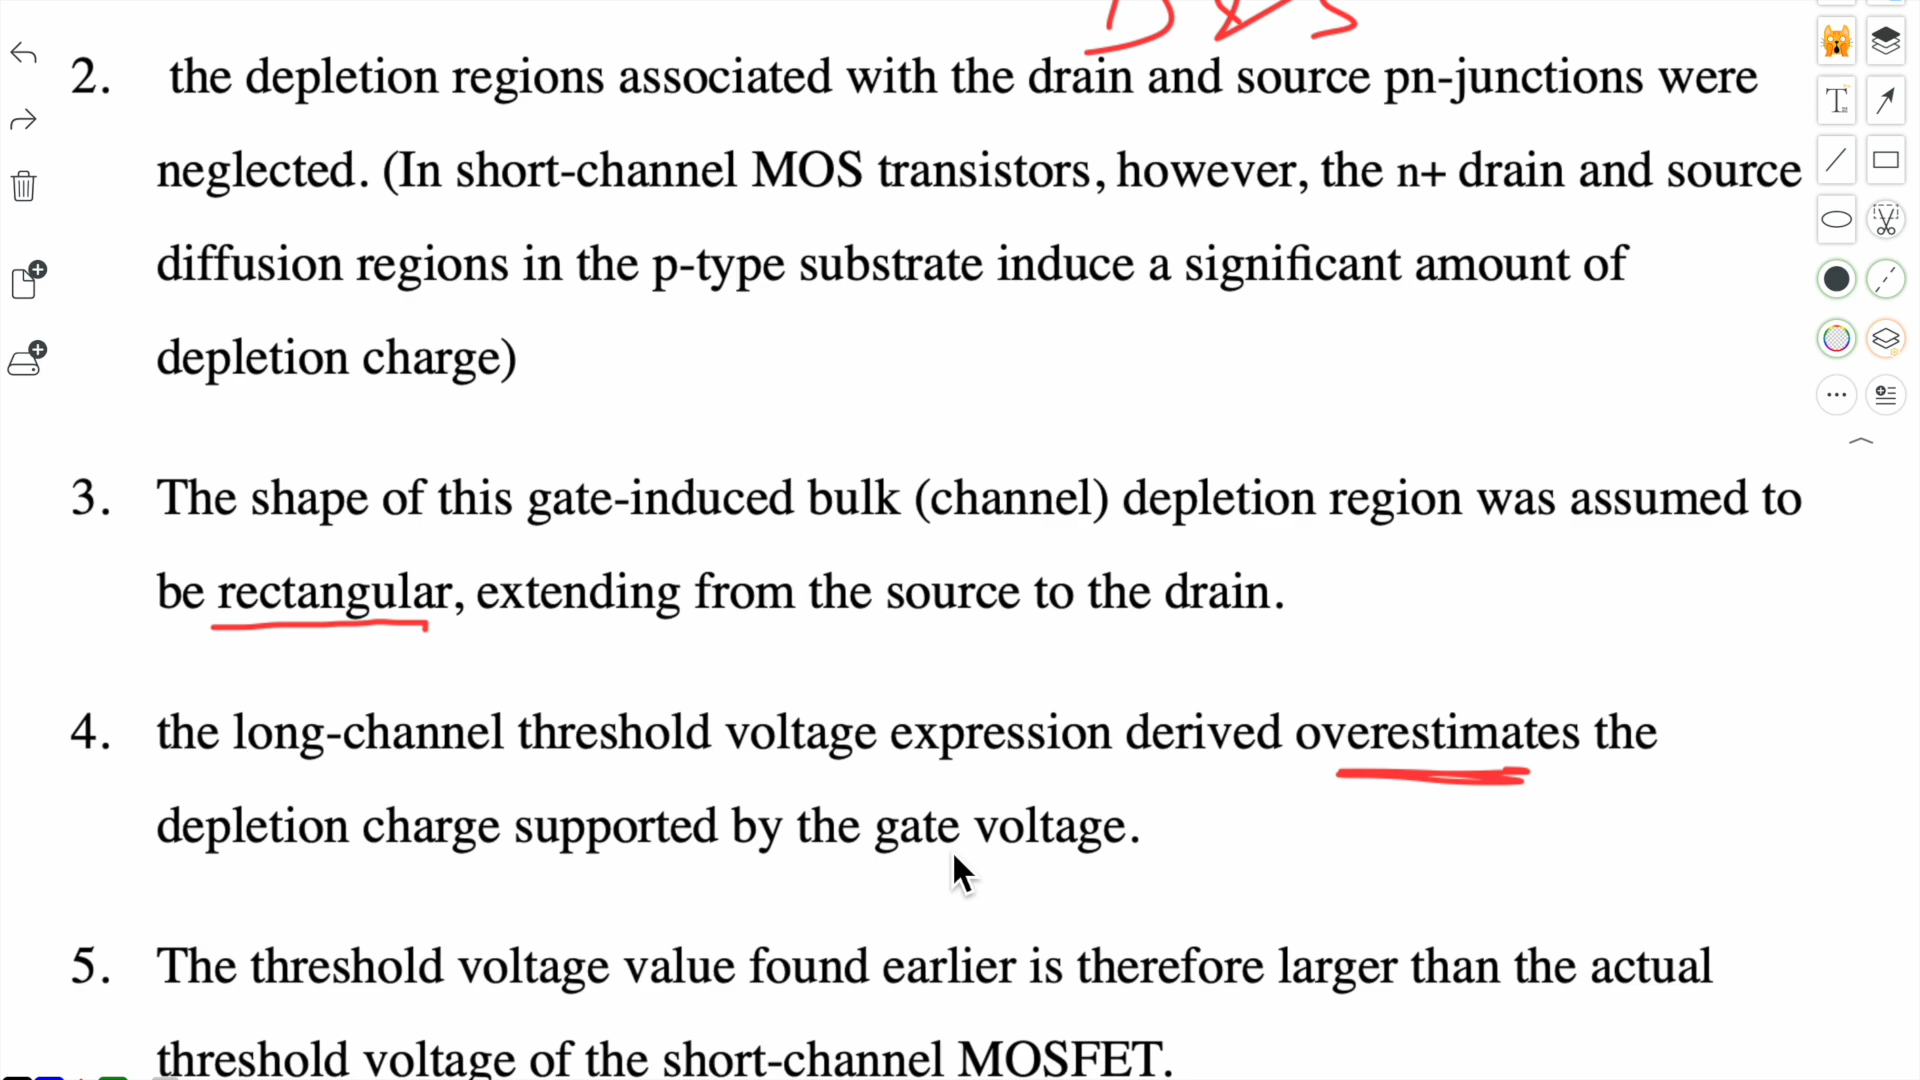 D & S
2. the depletion regions associated with the drain and source pn-junctions were
neglected. (In short-channel MOS transistors, however, the n+ drain and source
diffusion regions in the p-type substrate induce a significant amount of
depletion charge)
3. The shape of this gate-induced bulk (channel) depletion region was assumed to
be rectangular, extending from the source to the drain.
4. the long-channel threshold voltage expression derived overestimates the
depletion charge supported by the gate voltage.
5. The threshold voltage value found earlier is therefore larger than the actual
threshold voltage of the short-channel MOSFET.